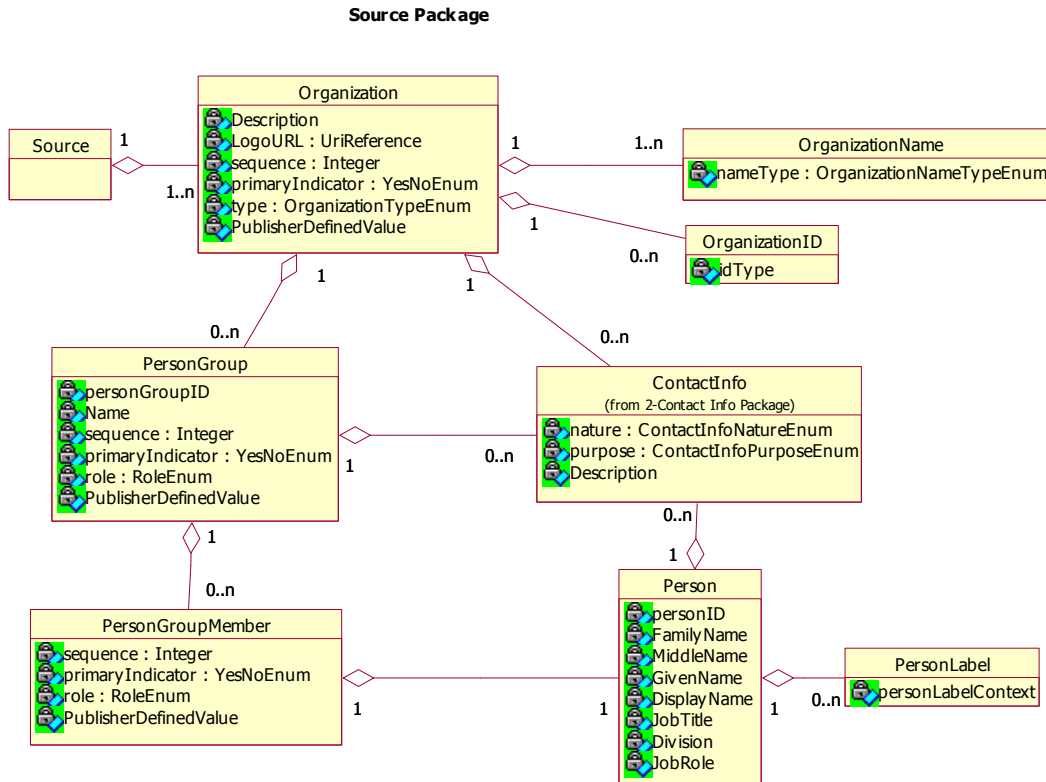 Source Package
Organization
Description
LogoURL : UriReference
sequence : Integer
primaryIndicator : YesNoEnum
type : OrganizationTypeEnum
PublisherDefinedValue
Source
1
1..n
1
1..n
OrganizationName
nameType : OrganizationNameTypeEnum
1
0..n
OrganizationID
idType
1
0..n
1
0..n
PersonGroup
personGroupID
Name
sequence : Integer
primaryIndicator : YesNoEnum
role : RoleEnum
PublisherDefinedValue
1
0..n
ContactInfo
(from 2-Contact Info Package)
nature : ContactInfoNatureEnum
purpose : ContactInfoPurposeEnum
Description
0..n
1
1
0..n
PersonGroupMember
sequence : Integer
primaryIndicator : YesNoEnum
role : RoleEnum
PublisherDefinedValue
1
1
Person
personID
FamilyName
MiddleName
GivenName
DisplayName
JobTitle
Division
JobRole
1
0..n
PersonLabel
personLabelContext